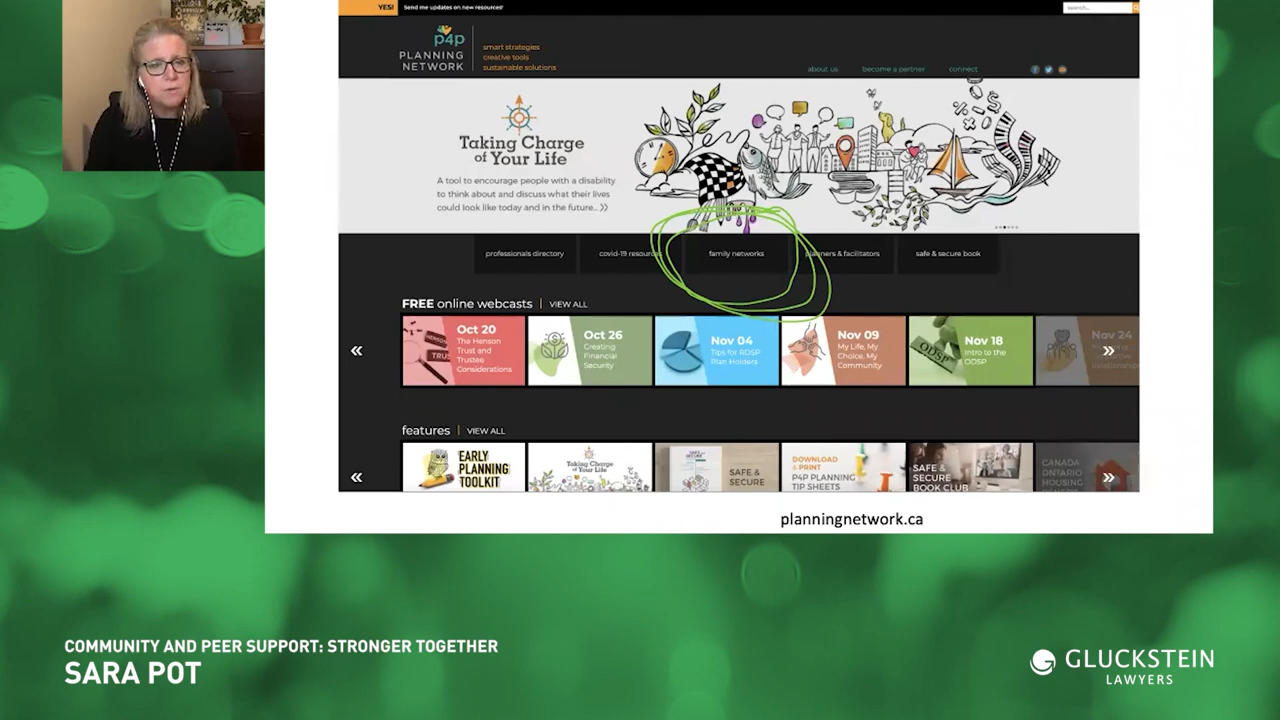 YES!
Send me updates on new resources!
search...
p4p
PLANNING
NETWORK
smart strategies
creative tools
sustainable solutions
about us
become a partner
connect
Taking Charge
of Your Life
A tool to encourage people with a disability
to think about and discuss what their lives
could look like today and in the future... »
professionals directory
covid-19 resources
family networks
planners & facilitators
safe & secure book
FREE online webcasts | VIEW ALL
Oct 20
The Henson
Trust and
Trustee
Considerations
Oct 26
Creating
Financial
Security
Nov 04
Tips for RDSP
Plan Holders
Nov 09
My Life, My
Choice, My
Community
Nov 18
Intro to the
ODSP
Nov 24
features | VIEW ALL
EARLY
PLANNING
TOOLKIT
Taking Charge
of Your Life
SAFE &
SECURE
DOWNLOAD
& PRINT
P4P PLANNING
TIP SHEETS
SAFE &
SECURE
BOOK CLUB
CANADA
ONTARIO
HOUSING
planningnetwork.ca
COMMUNITY AND PEER SUPPORT: STRONGER TOGETHER
SARA POT
GLUCKSTEIN
LAWYERS